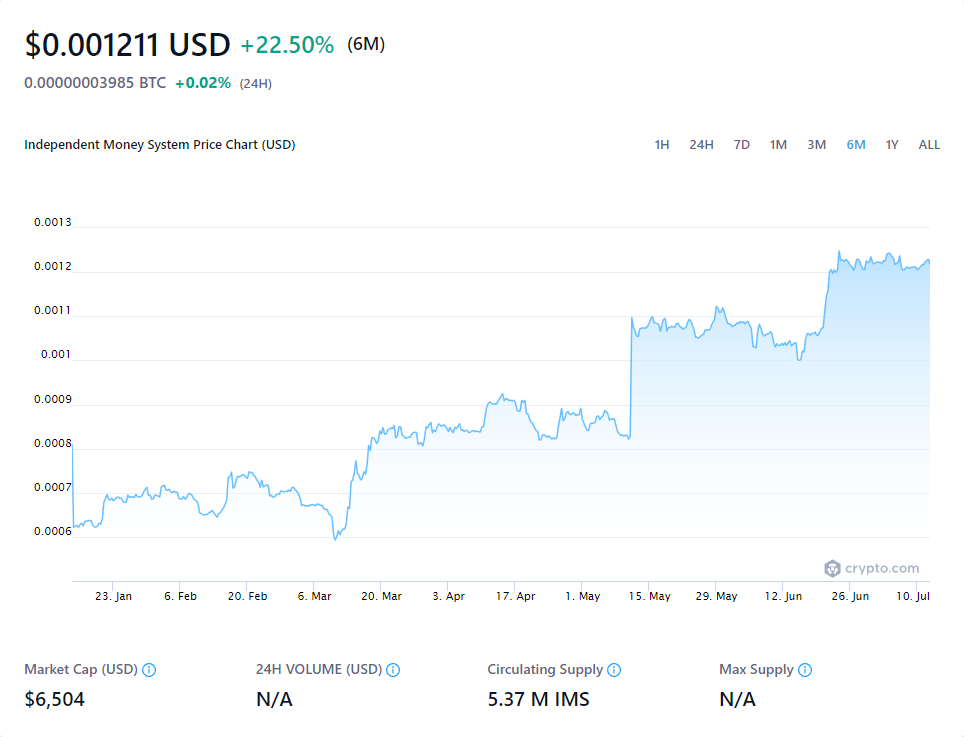 $0.001211 USD +22.50% (6M)
0.00000003985 BTC +0.02% (24H)
Independent Money System Price Chart (USD) 1H 24H 7D 1M 3M 6M 1Y ALL
0.0013
0.0012
0.0011
0.001
0.0009
0.0008
0.0007
0.0006
crypto.com
23. Jan 6. Feb 20. Feb 6. Mar 20. Mar 3. Apr 17. Apr 1. May 15. May 29. May 12. Jun 26. Jun 10. Jul
Market Cap (USD) 24H VOLUME (USD) Circulating Supply Max Supply
$6,504 N/A 5.37 M IMS N/A